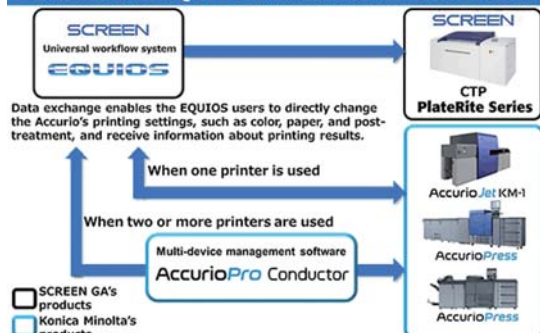 SCREEN
Universal workflow system
EQUIOS
SCREEN
CTP
PlateRite Series
Data exchange enables the EQUIOS users to directly change
the Accurio's printing settings, such as color, paper, and post-
treatment, and receive information about printing results.
When one printer is used
AccurioJet KM-1
When two or more printers are used
Multi-device management software
AccurioPro Conductor
AccurioPress
AccurioPress
SCREEN GA's
products
Konica Minolta's